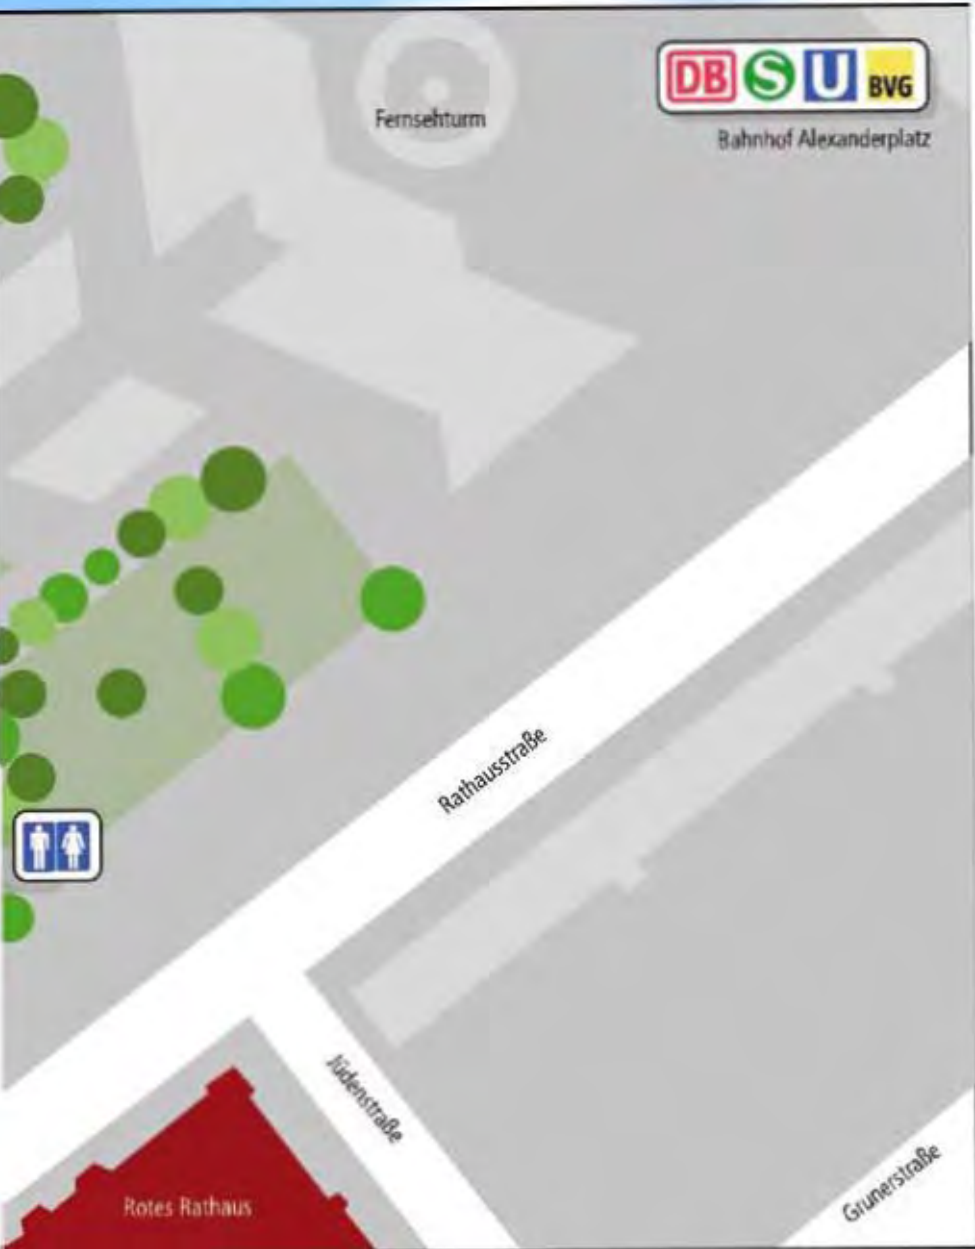 Fernsehturm
DB S U BVG
Bahnhof Alexanderplatz
Rathausstraße
Jüdenstraße
Grunerstraße
Rotes Rathaus